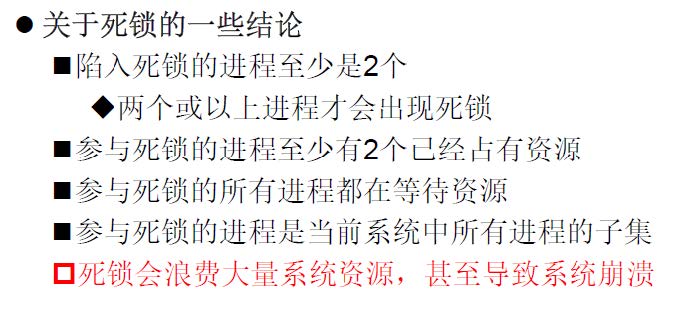 ● 关于死锁的一些结论
■陷入死锁的进程至少是2个
◆两个或以上进程才会出现死锁
■参与死锁的进程至少有2个已经占有资源
■参与死锁的所有进程都在等待资源
■参与死锁的进程是当前系统中所有进程的子集
死锁会浪费大量系统资源，甚至导致系统崩溃